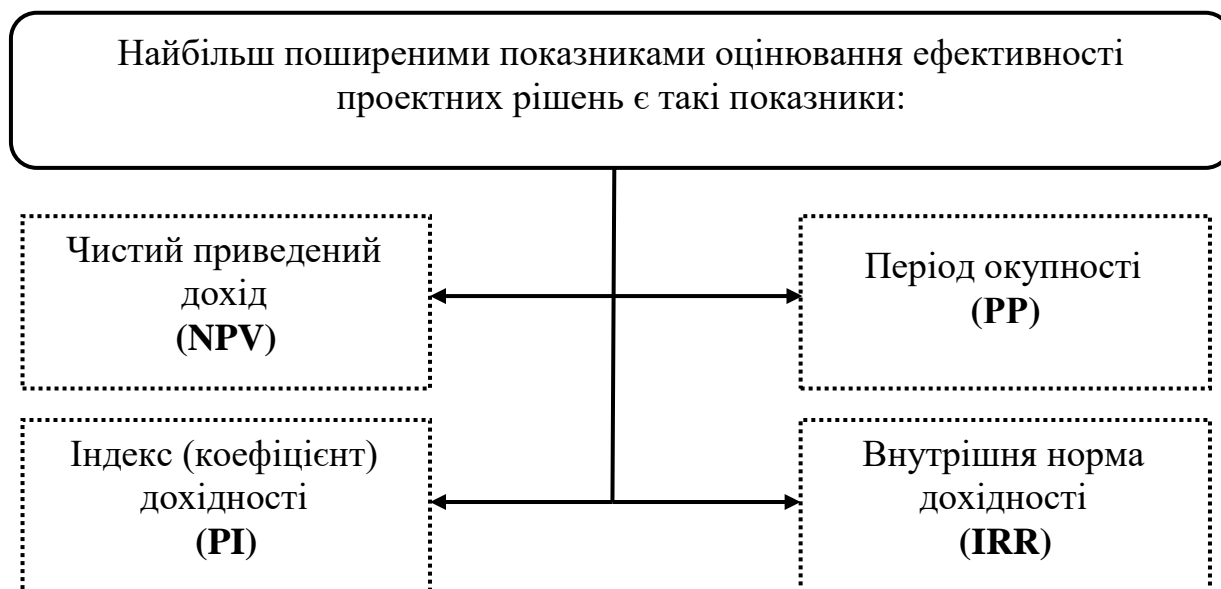 Найбільш поширеними показниками оцінювання ефективності
проектних рішень є такі показники:
Чистий приведений
дохід
(NPV)
Період окупності
(PP)
Індекс (коефіцієнт)
дохідності
(PI)
Внутрішня норма
дохідності
(IRR)